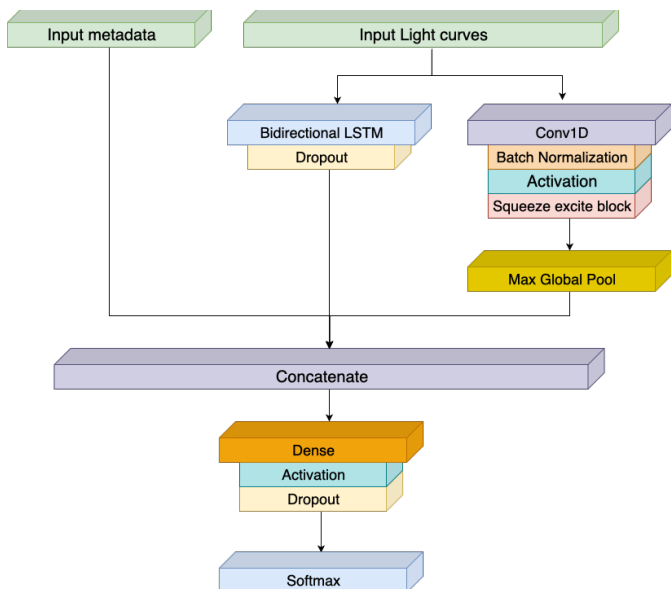 Input metadata
Input Light curves
Bidirectional LSTM
Dropout
Conv1D
Batch Normalization
Activation
Squeeze excite block
Max Global Pool
Concatenate
Dense
Activation
Dropout
Softmax